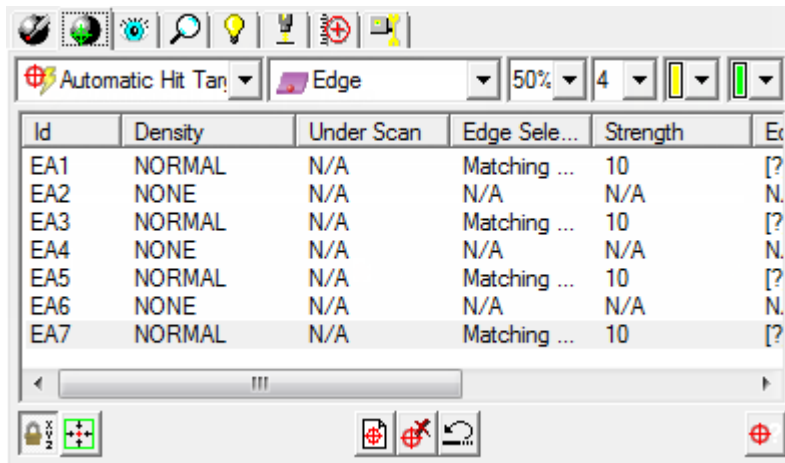 Automatic Hit Tar Edge 50% 4
Id Density Under Scan Edge Sele... Strength Ed
EA1 NORMAL N/A Matching ... 10 [?
EA2 NONE N/A N/A N/A N.
EA3 NORMAL N/A Matching ... 10 [?
EA4 NONE N/A N/A N/A N.
EA5 NORMAL N/A Matching ... 10 [?
EA6 NONE N/A N/A N/A N.
EA7 NORMAL N/A Matching ... 10 [?
x
y
z